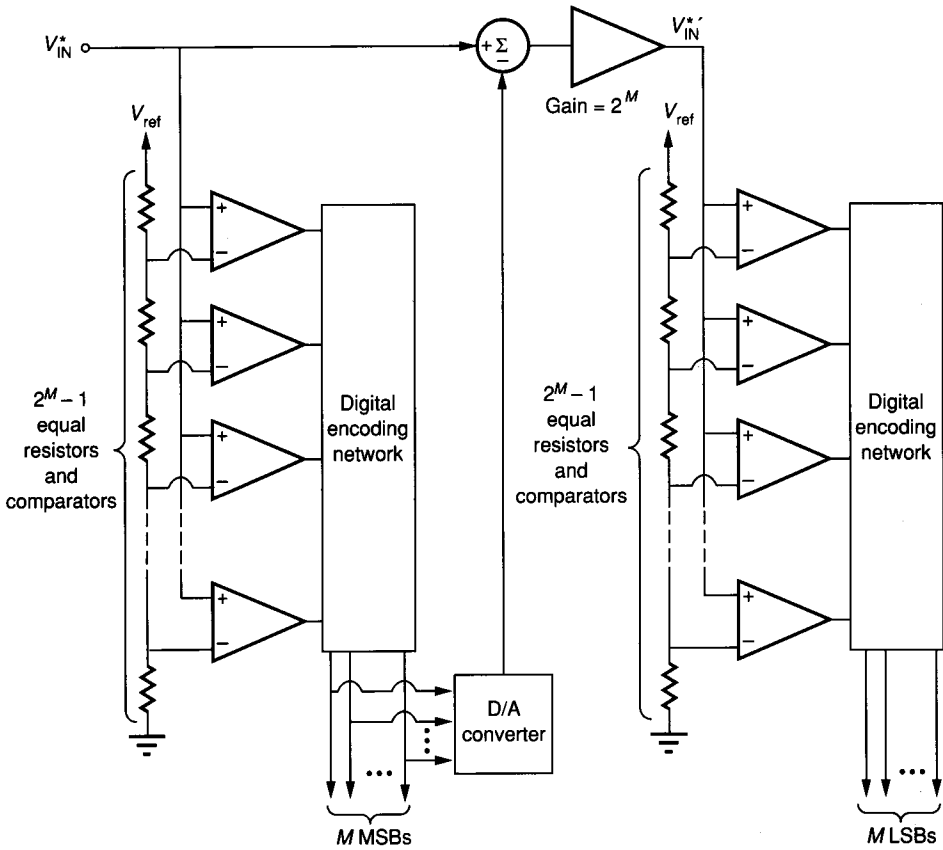 V*IN
+ Σ
−
V*′IN
Gain = 2^M
Vref
Vref
+
−
+
−
+
−
+
−
2^M – 1
equal
resistors
and
comparators
Digital
encoding
network
D/A
converter
M MSBs
+
−
+
−
+
−
+
−
2^M – 1
equal
resistors
and
comparators
Digital
encoding
network
M LSBs